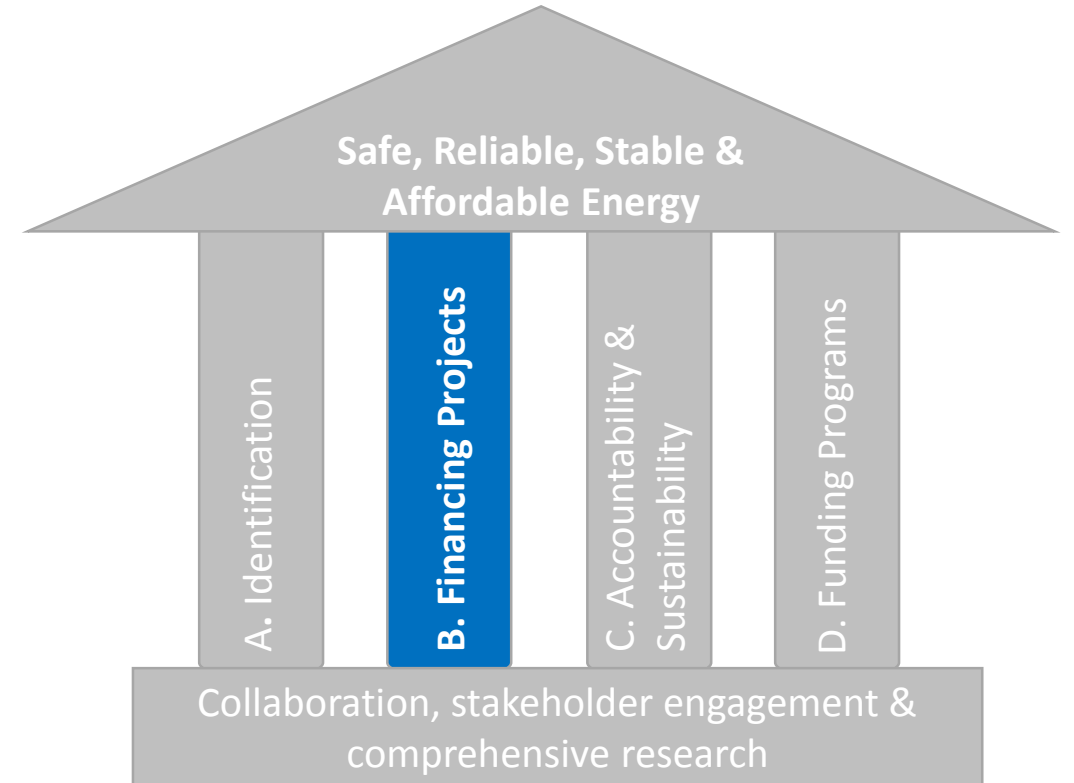 Safe, Reliable, Stable &
Affordable Energy
A. Identification
B. Financing Projects
C. Accountability &
Sustainability
D. Funding Programs
Collaboration, stakeholder engagement &
comprehensive research